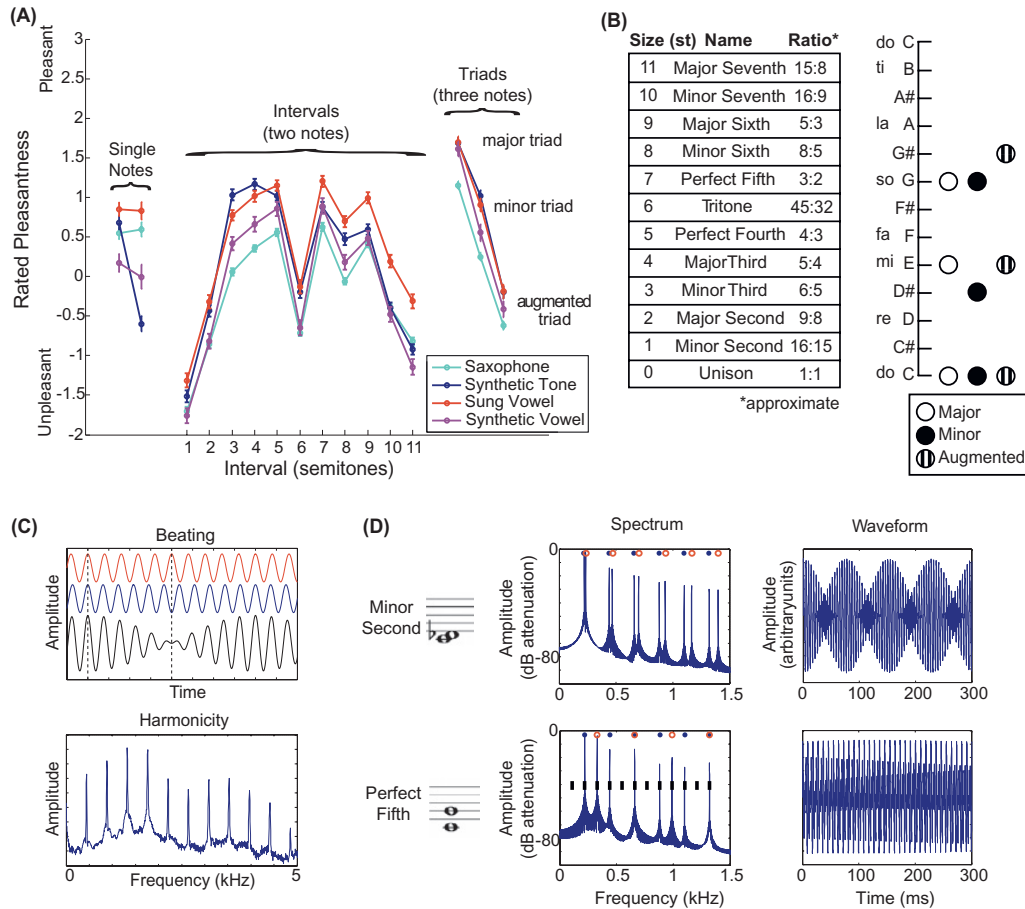 (A)
Pleasant
Rated Pleasantness
Unpleasant
3
2.5
2
1.5
1
0.5
0
-0.5
-1
-1.5
-2
Single
Notes
Intervals
(two notes)
Triads
(three notes)
major triad
minor triad
augmented
triad
Saxophone
Synthetic Tone
Sung Vowel
Synthetic Vowel
1 2 3 4 5 6 7 8 9 10 11
Interval (semitones)
(B)
Size (st) Name Ratio*
11 Major Seventh 15:8
10 Minor Seventh 16:9
9 Major Sixth 5:3
8 Minor Sixth 8:5
7 Perfect Fifth 3:2
6 Tritone 45:32
5 Perfect Fourth 4:3
4 MajorThird 5:4
3 Minor Third 6:5
2 Major Second 9:8
1 Minor Second 16:15
0 Unison 1:1
*approximate
do C
ti B
A#
la A
G#
so G
F#
fa F
mi E
D#
re D
C#
do C
Major
Minor
Augmented
(C)
Beating
Amplitude
Time
Harmonicity
Amplitude
0 5
Frequency (kHz)
(D)
Spectrum
Waveform
Minor
Second
Amplitude
(dB attenuation)
0
-80
0 0.5 1 1.5
Amplitude
(arbitraryunits)
0 100 200 300
Perfect
Fifth
Amplitude
(dB attenuation)
0
-80
0 0.5 1 1.5
Frequency (kHz)
0 100 200 300
Time (ms)